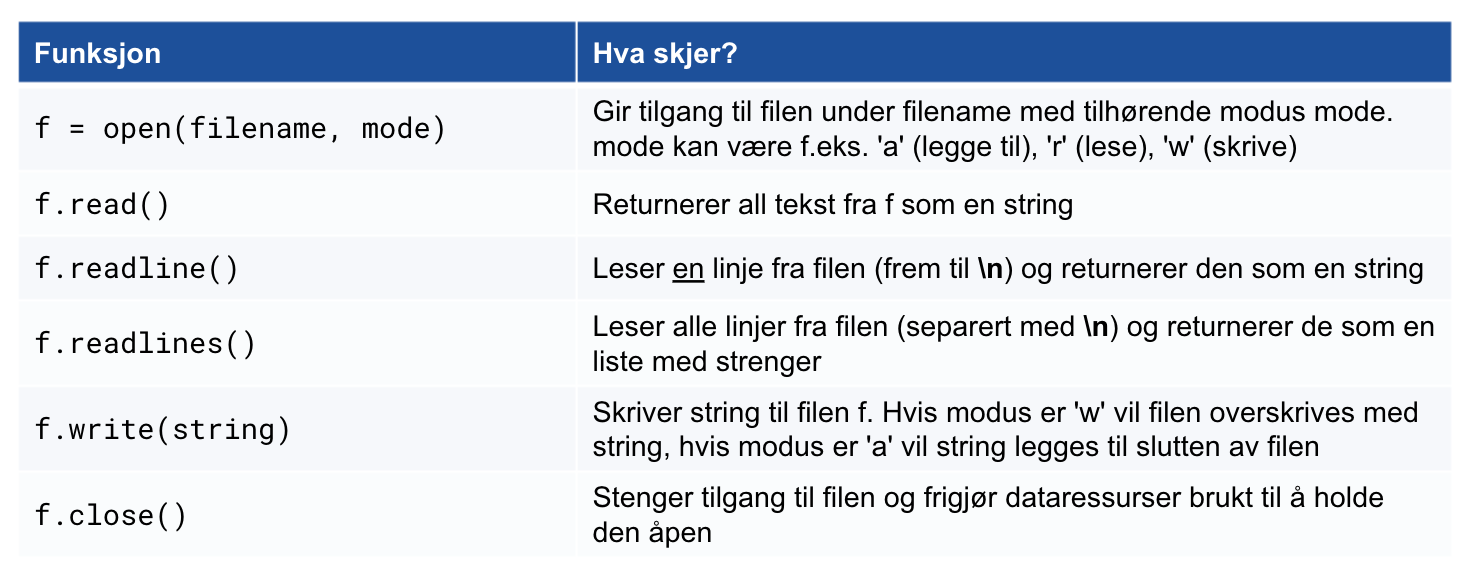 Funksjon
Hva skjer?
f = open(filename, mode)
Gir tilgang til filen under filename med tilhørende modus mode.
mode kan være f.eks. 'a' (legge til), 'r' (lese), 'w' (skrive)
f.read()
Returnerer all tekst fra f som en string
f.readline()
Leser en linje fra filen (frem til \n) og returnerer den som en string
f.readlines()
Leser alle linjer fra filen (separert med \n) og returnerer de som en
liste med strenger
f.write(string)
Skriver string til filen f. Hvis modus er 'w' vil filen overskrives med
string, hvis modus er 'a' vil string legges til slutten av filen
f.close()
Stenger tilgang til filen og frigjør dataressurser brukt til å holde
den åpen